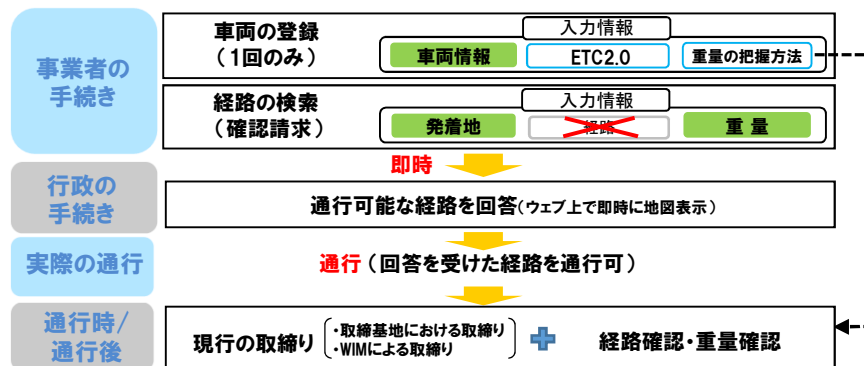 事業者の
手続き
車両の登録
（1回のみ）
入力情報
車両情報
ETC2.0
重量の把握方法
経路の検索
（確認請求）
入力情報
発着地
経路
重量
即時
行政の
手続き
通行可能な経路を回答(ウェブ上で即時に地図表示)
実際の通行
通行（回答を受けた経路を通行可）
通行時/
通行後
現行の取締り
・取締基地における取締り
・WIMによる取締り
経路確認・重量確認